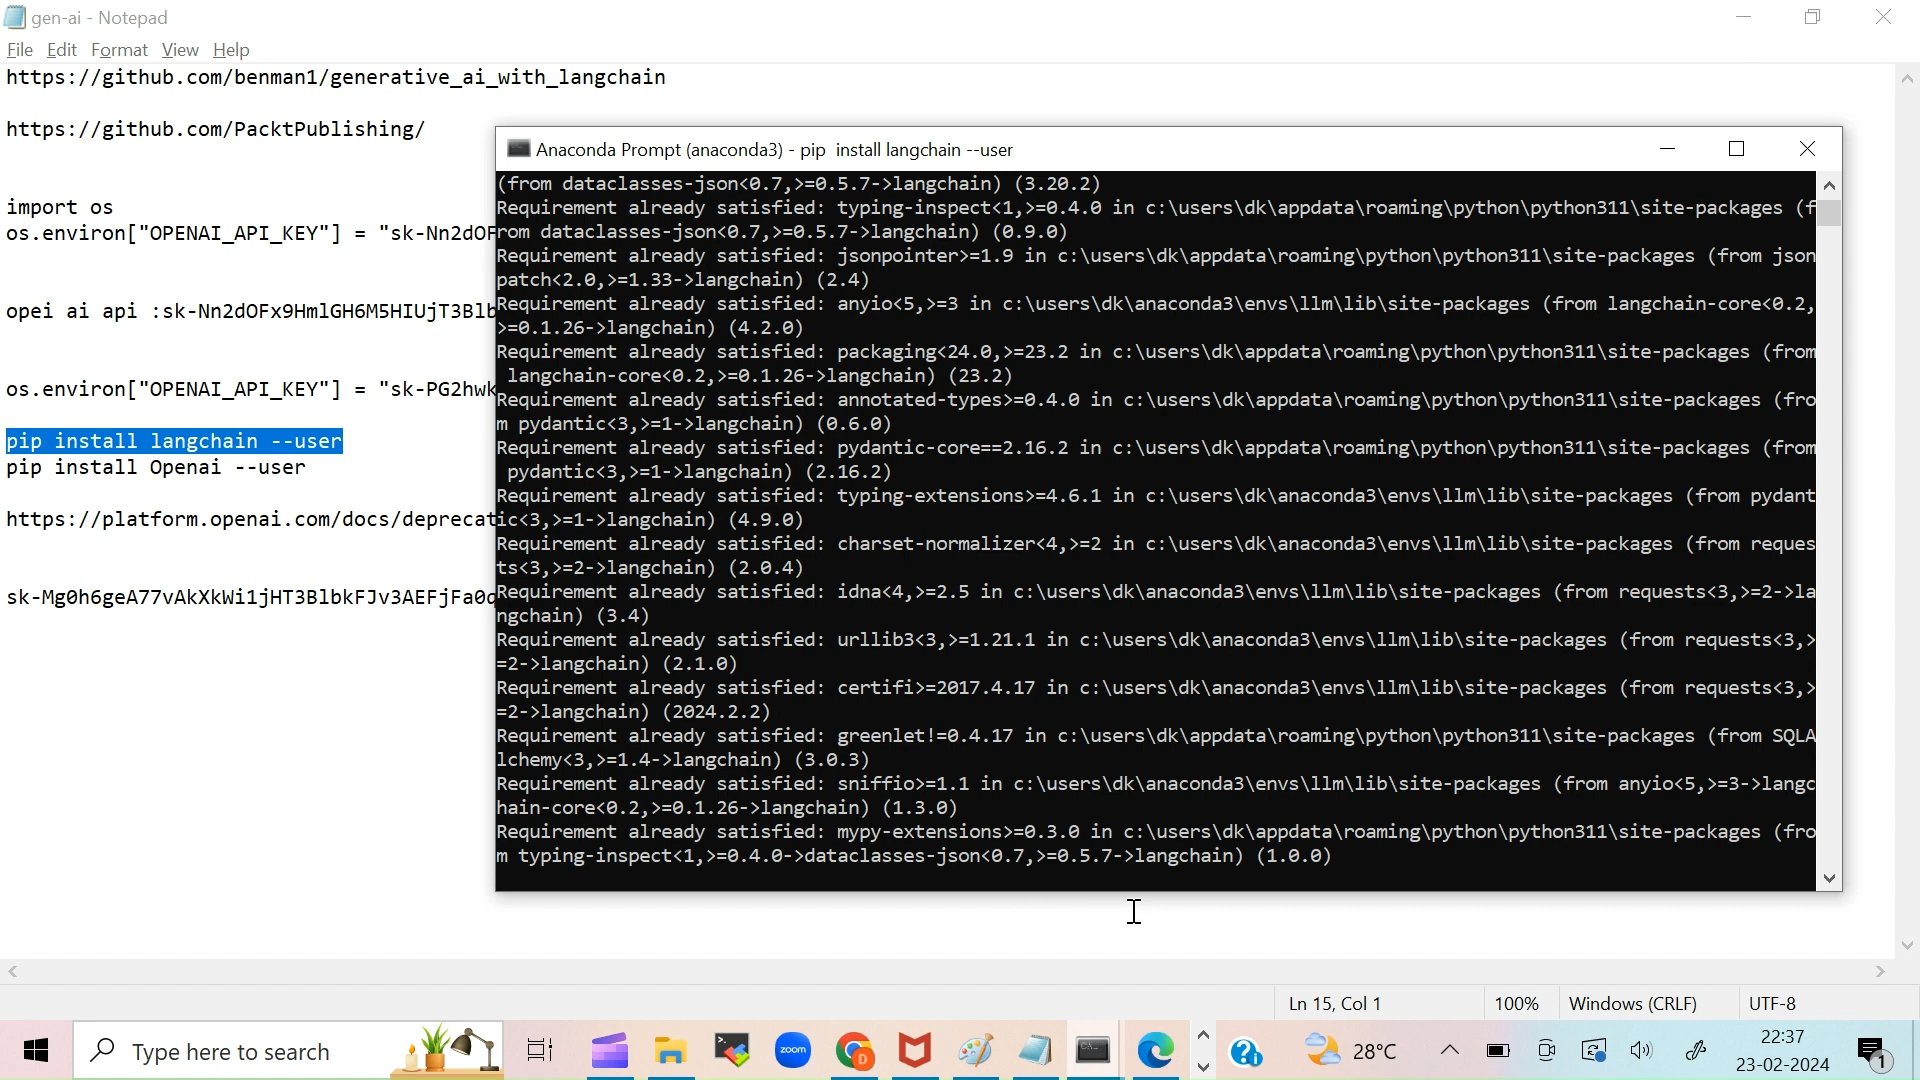 gen-ai - Notepad
File Edit Format View Help
https://github.com/benman1/generative_ai_with_langchain
https://github.com/PacktPublishing/
import os
os.environ["OPENAI_API_KEY"] = "sk-Nn2dOF
opei ai api :sk-Nn2dOFx9HmlGH6M5HIUjT3Blb
os.environ["OPENAI_API_KEY"] = "sk-PG2hwk
pip install langchain --user
pip install Openai --user
https://platform.openai.com/docs/deprecat
sk-Mg0h6geA77vAkXkWi1jHT3BlbkFJv3AEFjFa0q
Anaconda Prompt (anaconda3) - pip install langchain --user
(from dataclasses-json<0.7,>=0.5.7->langchain) (3.20.2)
Requirement already satisfied: typing-inspect<1,>=0.4.0 in c:\users\dk\appdata\roaming\python\python311\site-packages (f
rom dataclasses-json<0.7,>=0.5.7->langchain) (0.9.0)
Requirement already satisfied: jsonpointer>=1.9 in c:\users\dk\appdata\roaming\python\python311\site-packages (from json
patch<2.0,>=1.33->langchain) (2.4)
Requirement already satisfied: anyio<5,>=3 in c:\users\dk\anaconda3\envs\llm\lib\site-packages (from langchain-core<0.2,
>=0.1.26->langchain) (4.2.0)
Requirement already satisfied: packaging<24.0,>=23.2 in c:\users\dk\appdata\roaming\python\python311\site-packages (from
langchain-core<0.2,>=0.1.26->langchain) (23.2)
Requirement already satisfied: annotated-types>=0.4.0 in c:\users\dk\appdata\roaming\python\python311\site-packages (fro
m pydantic<3,>=1->langchain) (0.6.0)
Requirement already satisfied: pydantic-core==2.16.2 in c:\users\dk\appdata\roaming\python\python311\site-packages (from
pydantic<3,>=1->langchain) (2.16.2)
Requirement already satisfied: typing-extensions>=4.6.1 in c:\users\dk\anaconda3\envs\llm\lib\site-packages (from pydant
ic<3,>=1->langchain) (4.9.0)
Requirement already satisfied: charset-normalizer<4,>=2 in c:\users\dk\anaconda3\envs\llm\lib\site-packages (from reques
ts<3,>=2->langchain) (2.0.4)
Requirement already satisfied: idna<4,>=2.5 in c:\users\dk\anaconda3\envs\llm\lib\site-packages (from requests<3,>=2->la
ngchain) (3.4)
Requirement already satisfied: urllib3<3,>=1.21.1 in c:\users\dk\anaconda3\envs\llm\lib\site-packages (from requests<3,>
=2->langchain) (2.1.0)
Requirement already satisfied: certifi>=2017.4.17 in c:\users\dk\anaconda3\envs\llm\lib\site-packages (from requests<3,>
=2->langchain) (2024.2.2)
Requirement already satisfied: greenlet!=0.4.17 in c:\users\dk\appdata\roaming\python\python311\site-packages (from SQLA
lchemy<3,>=1.4->langchain) (3.0.3)
Requirement already satisfied: sniffio>=1.1 in c:\users\dk\anaconda3\envs\llm\lib\site-packages (from anyio<5,>=3->langc
hain-core<0.2,>=0.1.26->langchain) (1.3.0)
Requirement already satisfied: mypy-extensions>=0.3.0 in c:\users\dk\appdata\roaming\python\python311\site-packages (fro
m typing-inspect<1,>=0.4.0->dataclasses-json<0.7,>=0.5.7->langchain) (1.0.0)
Ln 15, Col 1
100%
Windows (CRLF)
UTF-8
Type here to search
zoom
D
28°C
22:37
23-02-2024
1